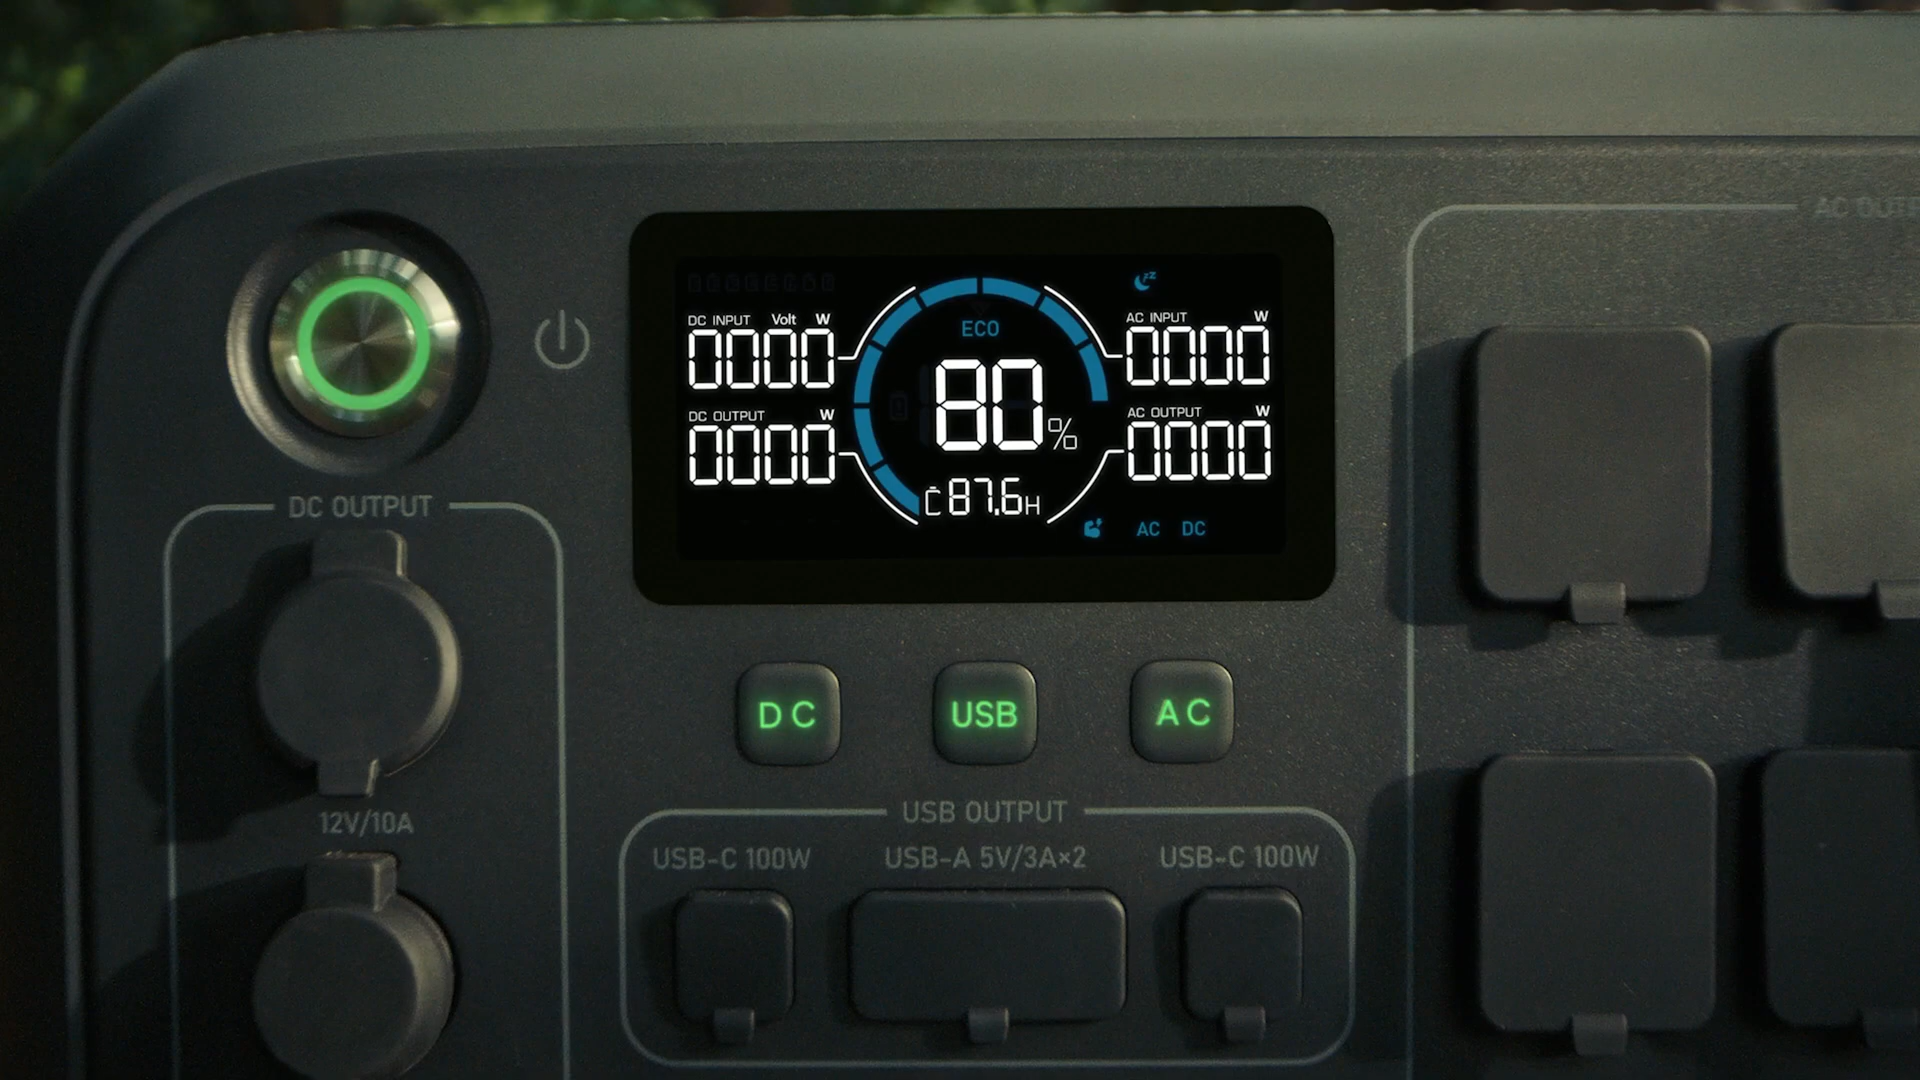 DC INPUT Volt W
0000
DC OUTPUT W
0000
ECO
80%
87.6H
AC INPUT W
0000
AC OUTPUT W
0000
AC DC
DC OUTPUT
12V/10A
DC
USB
AC
USB OUTPUT
USB-C 100W
USB-A 5V/3A×2
USB-C 100W
AC